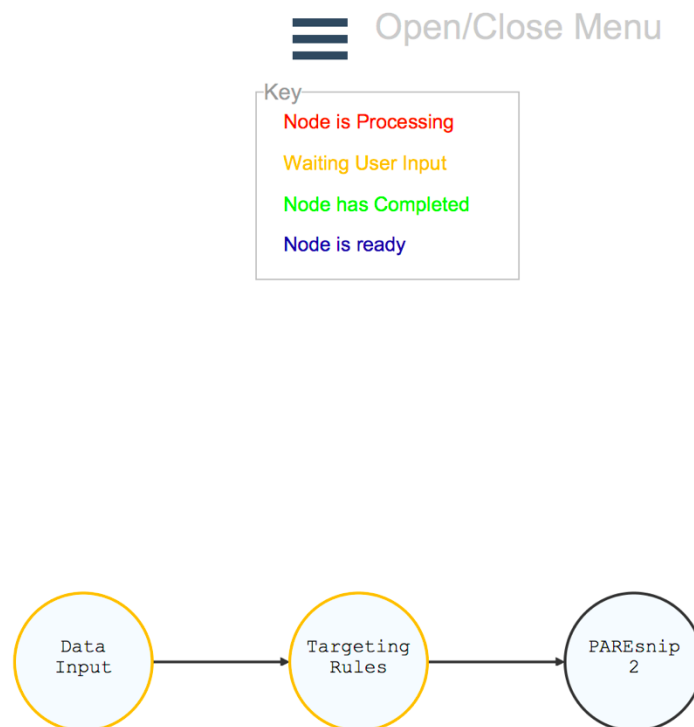 Open/Close Menu
Key
Node is Processing
Waiting User Input
Node has Completed
Node is ready
Data
Input
Targeting
Rules
PAREsnip
2